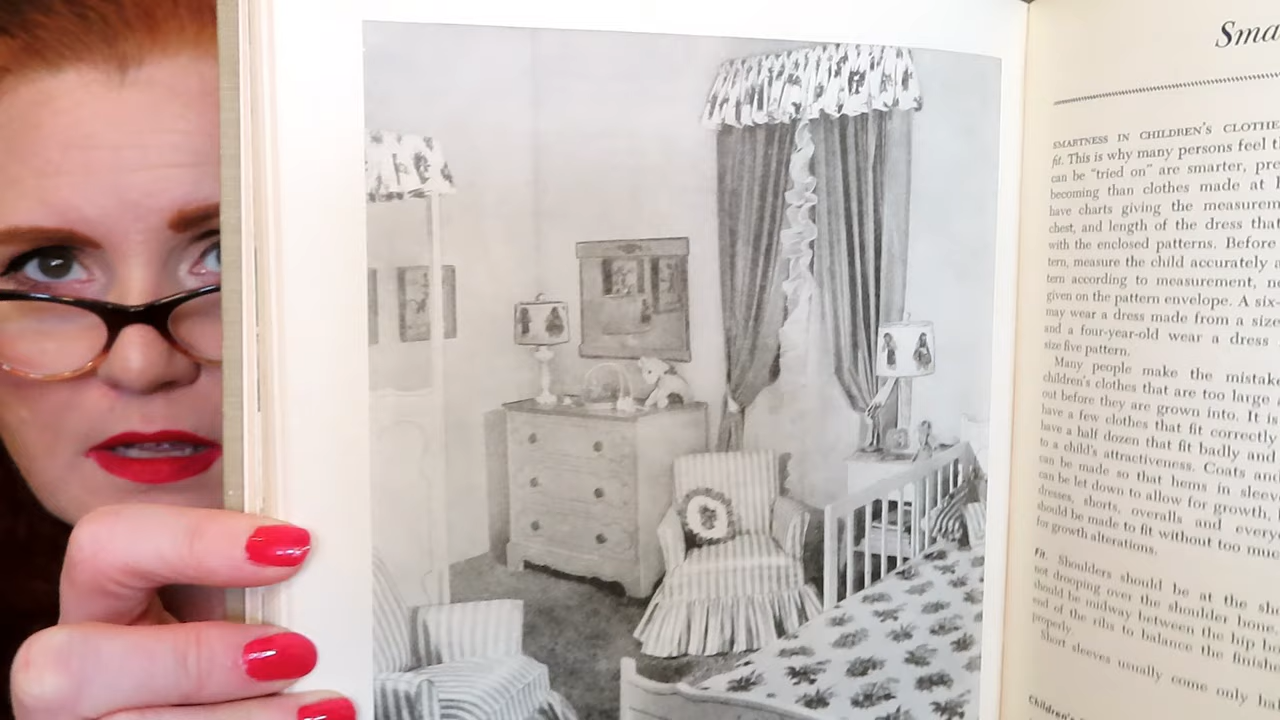 Sma
SMARTNESS IN CHILDREN'S CLOTHE
fit. This is why many persons feel t
can be "tried on" are smarter, pre
becoming than clothes made at
have charts giving the measurem
chest, and length of the dress that
with the enclosed patterns. Before
tern, measure the child accurately a
tern according to measurement, n
given on the pattern envelope. A six-
may wear a dress made from a size
and a four-year-old wear a dress
size five pattern.
Many people make the mistake
children's clothes that are too large
out before they are grown into. It i
have a few clothes that fit correctly
have a half dozen that fit badly and
to a child's attractiveness. Coats and
can be made so that hems in sleev
can be let down to allow for growth,
dresses, shorts, overalls and every
should be made to fit without too muc
for growth alterations.
Fit. Shoulders should be at the sh
not drooping over the shoulder bone
should be midway between the hip bo
end of the ribs to balance the finishe
properly.
Short sleeves usually come only ha
Children's